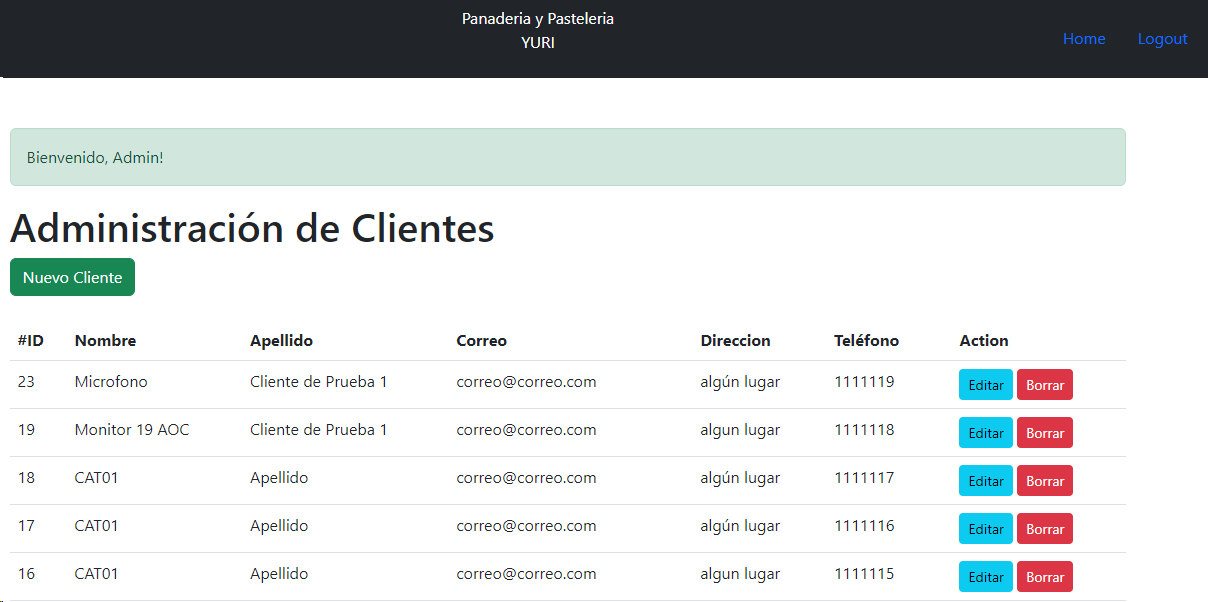 Panaderia y Pasteleria
YURI
Home Logout
Bienvenido, Admin!
Administración de Clientes
Nuevo Cliente
#ID Nombre Apellido Correo Direccion Teléfono Action
23 Microfono Cliente de Prueba 1 correo@correo.com algún lugar 1111119 Editar Borrar
19 Monitor 19 AOC Cliente de Prueba 1 correo@correo.com algun lugar 1111118 Editar Borrar
18 CAT01 Apellido correo@correo.com algún lugar 1111117 Editar Borrar
17 CAT01 Apellido correo@correo.com algún lugar 1111116 Editar Borrar
16 CAT01 Apellido correo@correo.com algun lugar 1111115 Editar Borrar